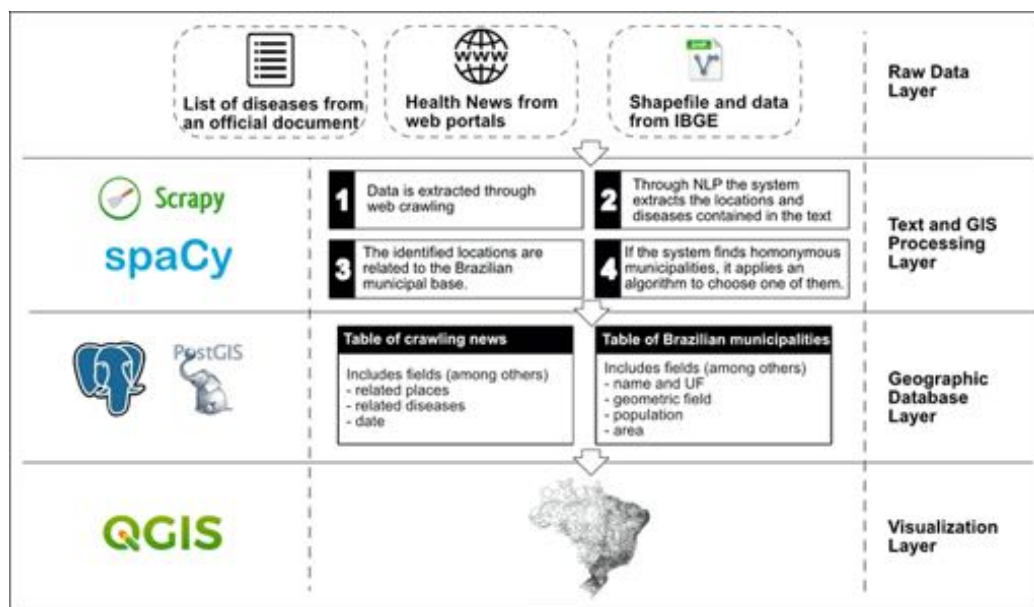 List of diseases from
an official document
WWW
Health News from
web portals
SHP
Shapefile and data
from IBGE
Raw Data
Layer
Scrapy
spaCy
1
Data is extracted through
web crawling
2
Through NLP the system
extracts the locations and
diseases contained in the text
3
The identified locations are
related to the Brazilian
municipal base.
4
If the system finds homonymous
municipalities, it applies an
algorithm to choose one of them.
Text and GIS
Processing
Layer
PostGIS
Table of crawling news
Includes fields (among others)
- related places
- related diseases
- date
Table of Brazilian municipalities
Includes fields (among others)
- name and UF
- geometric field
- population
- area
Geographic
Database
Layer
QGIS
Visualization
Layer